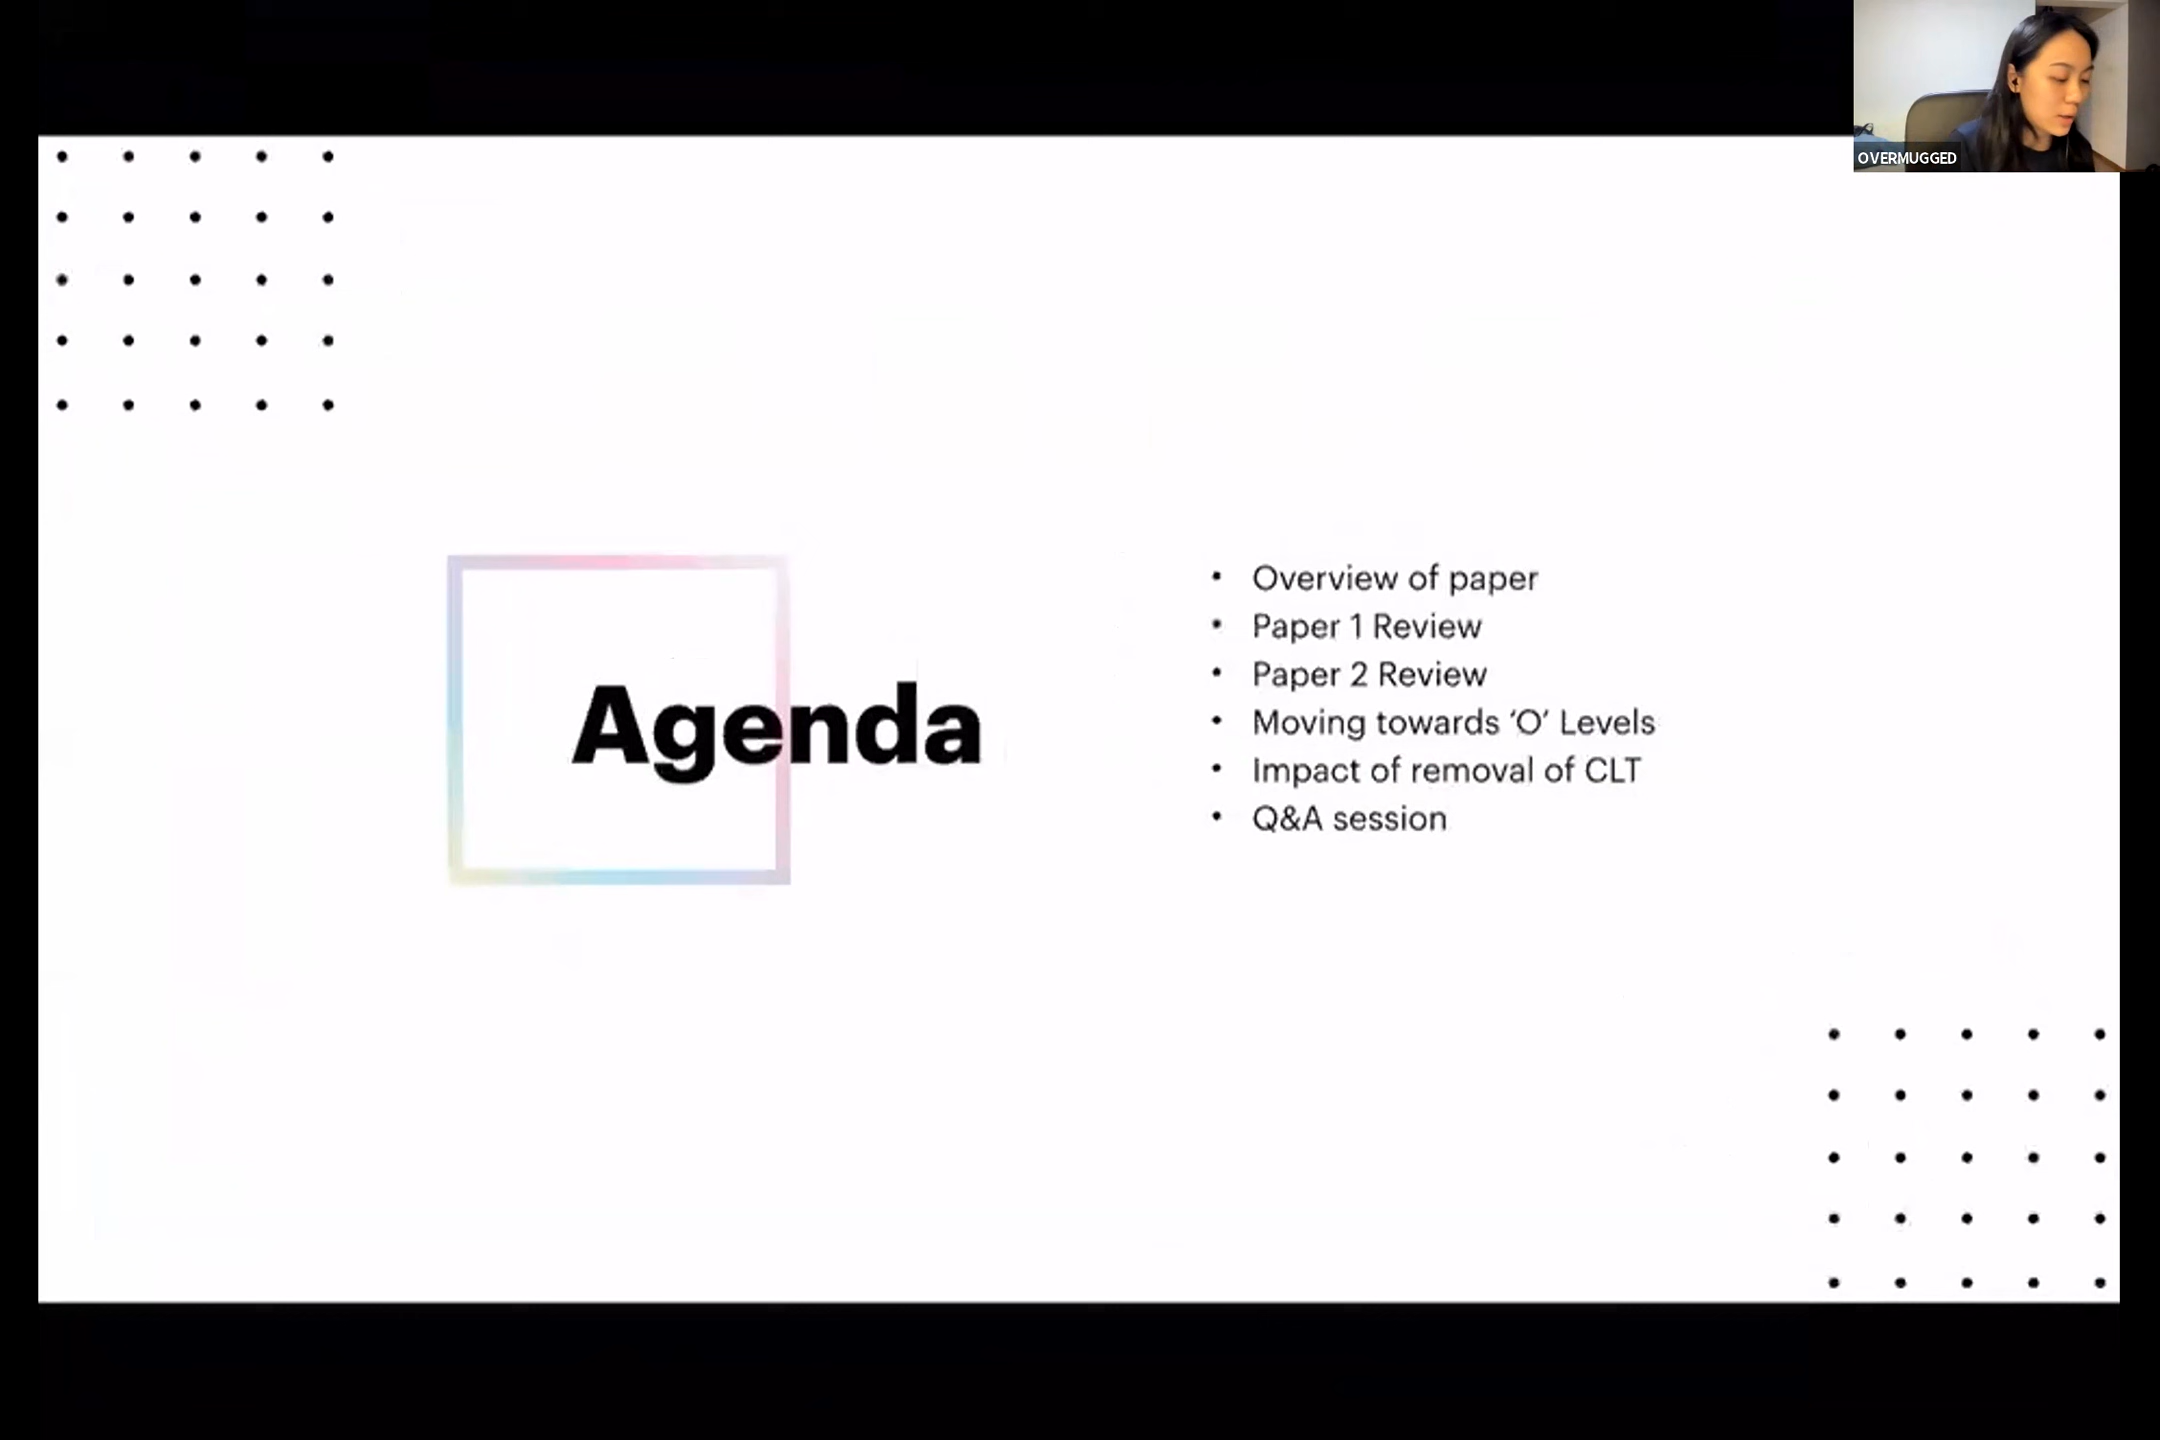 OVERMUGGED
Agenda
• Overview of paper
• Paper 1 Review
• Paper 2 Review
• Moving towards ‘O’ Levels
• Impact of removal of CLT
• Q&A session